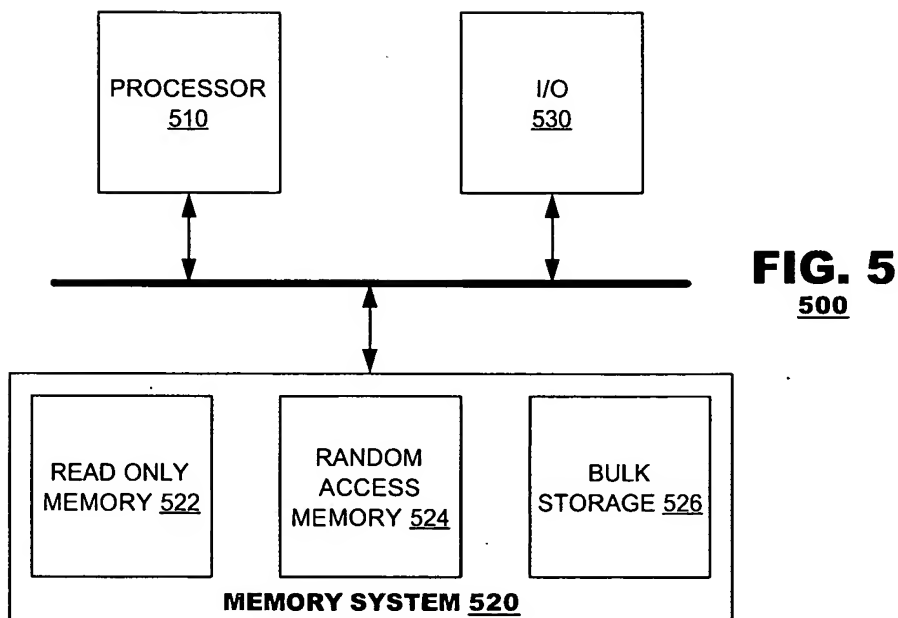 PROCESSOR
510
I/O
530
FIG. 5
500
READ ONLY
MEMORY 522
RANDOM
ACCESS
MEMORY 524
BULK
STORAGE 526
MEMORY SYSTEM 520